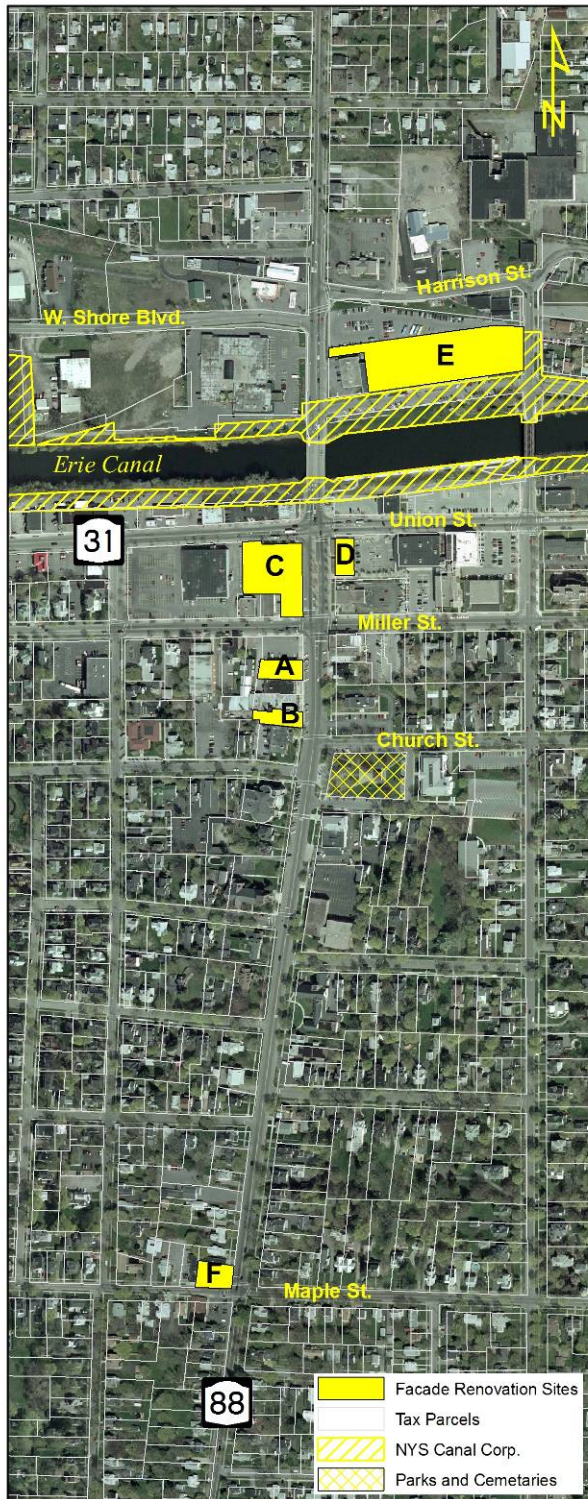 N
Harrison St.
W. Shore Blvd.
E
Erie Canal
Union St.
31
C
D
Miller St.
A
B
Church St.
F
Maple St.
88
Facade Renovation Sites
Tax Parcels
NYS Canal Corp.
Parks and Cemetaries